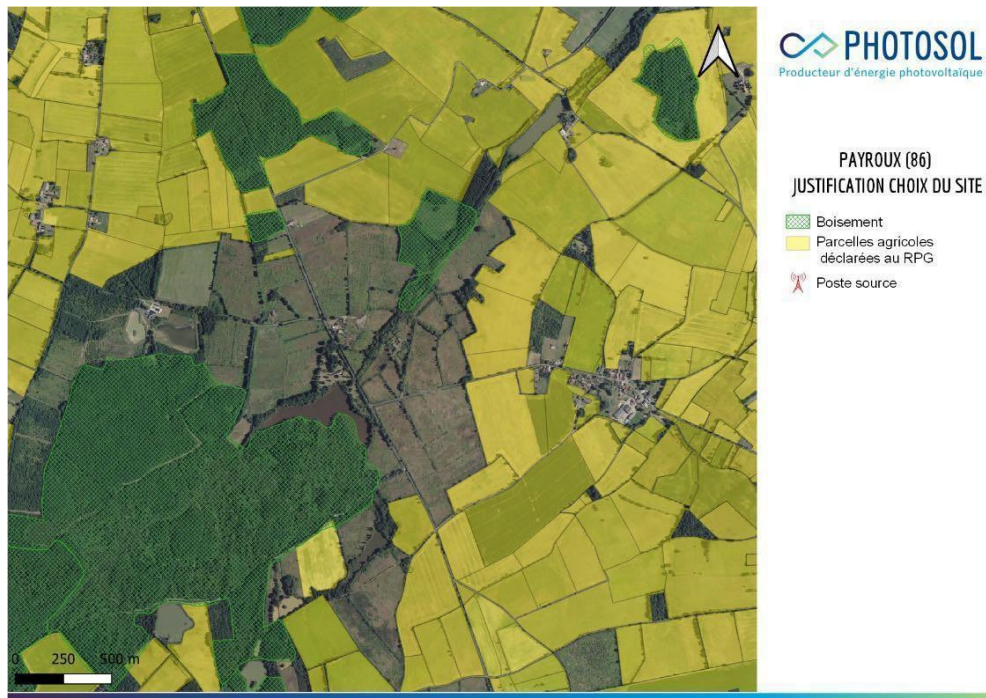 PHOTOSOL
Producteur d'énergie photovoltaïque
PAYROUX (86)
JUSTIFICATION CHOIX DU SITE
Boisement
Parcelles agricoles
déclarées au RPG
Poste source
0 250 500 m